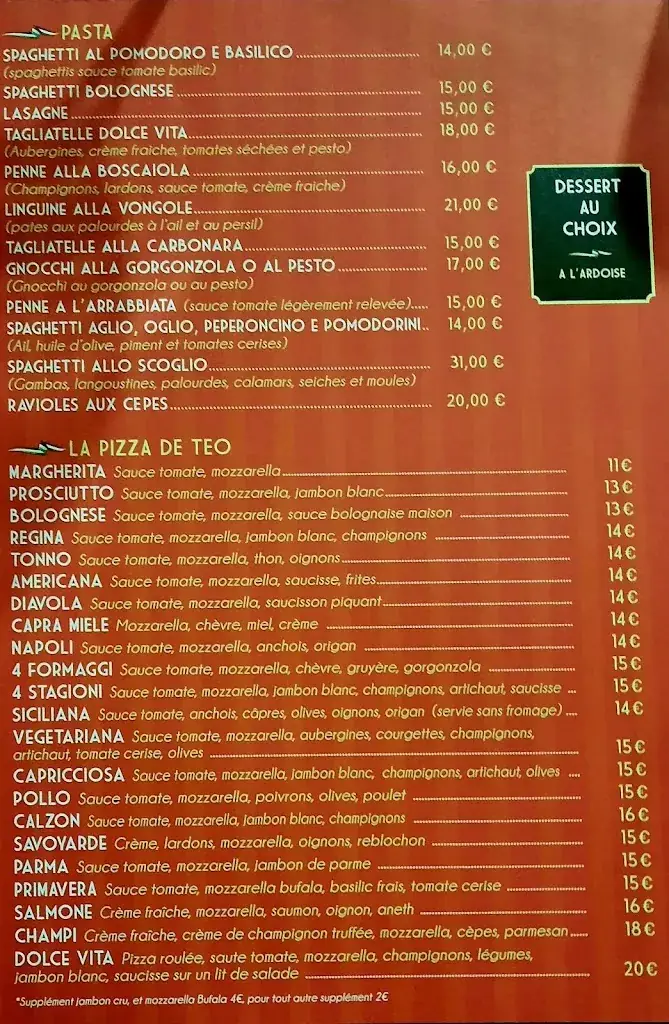 PASTA
SPAGHETTI AL POMODORO E BASILICO 14,00 €
(spaghettis sauce tomate basilic)
SPAGHETTI BOLOGNESE 15,00 €
LASAGNE 15,00 €
TAGLIATELLE DOLCE VITA 18,00 €
(Aubergines, crème fraiche, tomates séchées et pesto)
PENNE ALLA BOSCAIOLA 16,00 €
(Champignons, lardons, sauce tomate, crème fraiche)
LINGUINE ALLA VONGOLE 21,00 €
(pates aux palourdes à l'ail et au persil)
TAGLIATELLE ALLA CARBONARA 15,00 €
GNOCCHI ALLA GORGONZOLA O AL PESTO 17,00 €
(Gnocchi au gorgonzola ou au pesto)
PENNE A L'ARRABBIATA (sauce tomate légèrement relevée) 15,00 €
SPAGHETTI AGLIO, OGLIO, PEPERONCINO E POMODORINI 14,00 €
(Ail, huile d'olive, piment et tomates cerises)
SPAGHETTI ALLO SCOGLIO 31,00 €
(Gambas, langoustines, palourdes, calamars, seiches et moules)
RAVIOLES AUX CEPES 20,00 €
DESSERT
AU
CHOIX
A L'ARDOISE
LA PIZZA DE TEO
MARGHERITA Sauce tomate, mozzarella 11€
PROSCIUTTO Sauce tomate, mozzarella, jambon blanc 13€
BOLOGNESE Sauce tomate, mozzarella, sauce bolognaise maison 13€
REGINA Sauce tomate, mozzarella, jambon blanc, champignons 14€
TONNO Sauce tomate, mozzarella, thon, oignons 14€
AMERICANA Sauce tomate, mozzarella, saucisse, frites 14€
DIAVOLA Sauce tomate, mozzarella, saucisson piquant 14€
CAPRA MIELE Mozzarella, chèvre, miel, crème 14€
NAPOLI Sauce tomate, mozzarella, anchois, origan 14€
4 FORMAGGI Sauce tomate, mozzarella, chèvre, gruyère, gorgonzola 15€
4 STAGIONI Sauce tomate, mozzarella, jambon blanc, champignons, artichaut, saucisse 15€
SICILIANA Sauce tomate, anchois, câpres, olives, oignons, origan (servie sans fromage) 14€
VEGETARIANA Sauce tomate, mozzarella, aubergines, courgettes, champignons,
artichaut, tomate cerise, olives 15€
CAPRICCIOSA Sauce tomate, mozzarella, jambon blanc, champignons, artichaut, olives 15€
POLLO Sauce tomate, mozzarella, poivrons, olives, poulet 15€
CALZON Sauce tomate, mozzarella, jambon blanc, champignons 16€
SAVOYARDE Crème, lardons, mozzarella, oignons, reblochon 15€
PARMA Sauce tomate, mozzarella, jambon de parme 15€
PRIMAVERA Sauce tomate, mozzarella bufala, basilic frais, tomate cerise 15€
SALMONE Crème fraîche, mozzarella, saumon, oignon, aneth 16€
CHAMPI Crème fraîche, crème de champignon truffée, mozzarella, cèpes, parmesan 18€
DOLCE VITA Pizza roulée, saute tomate, mozzarella, champignons, légumes,
jambon blanc, saucisse sur un lit de salade 20€
*Supplément jambon cru, et mozzarella Bufala 4€, pour tout autre supplément 2€